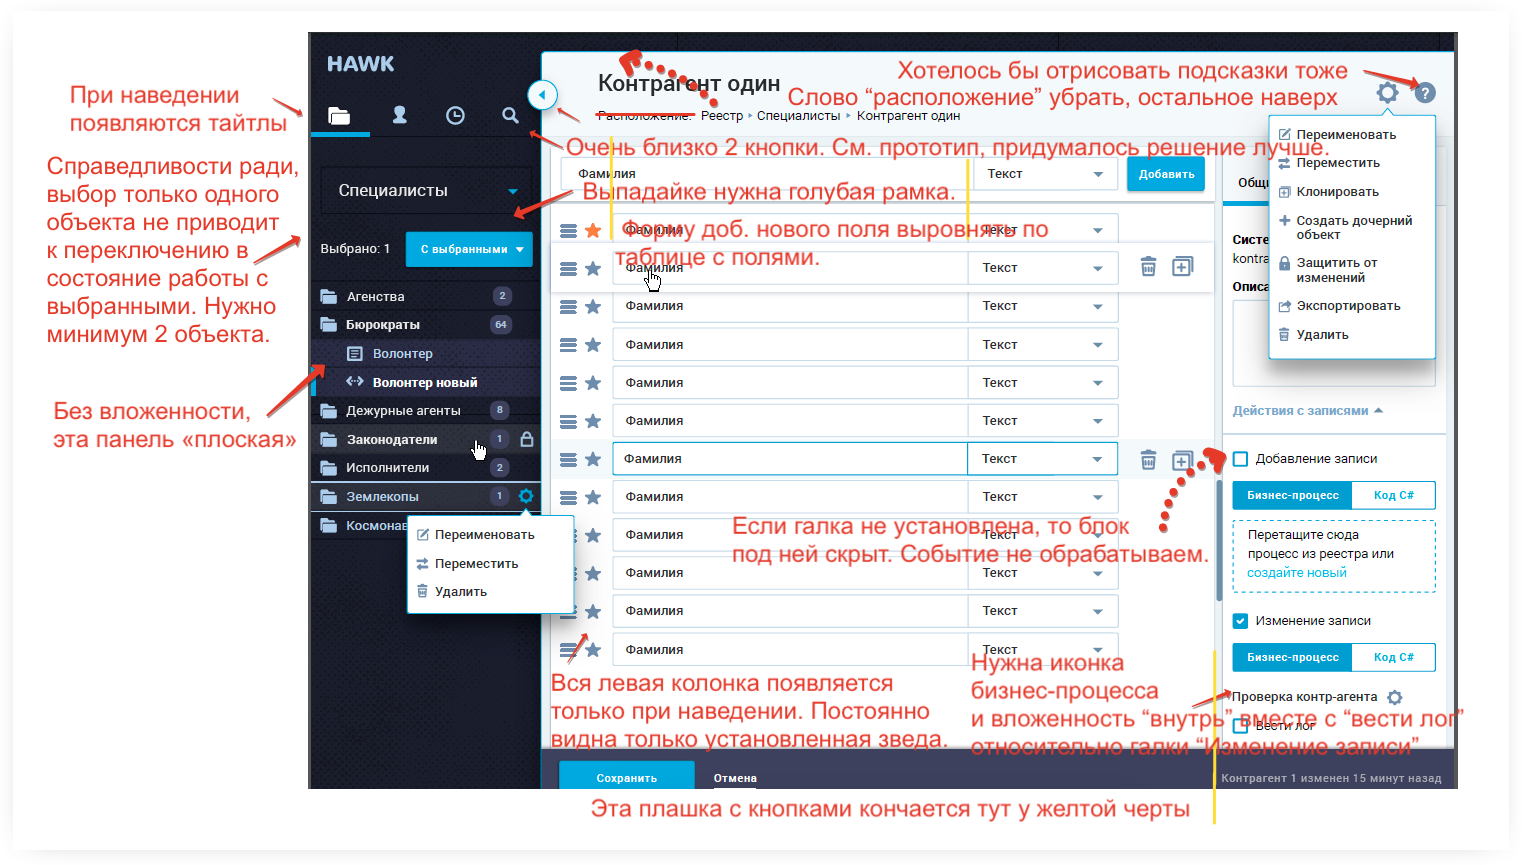 HAWK
При наведении
появляются тайтлы
Справедливости ради,
выбор только одного
объекта не приводит
к переключению в
состояние работы с
выбранными. Нужно
минимум 2 объекта.
Без вложенности,
эта панель «плоская»
Специалисты
Выбрано: 1
С выбранными
Агенства 2
Бюрократы 64
Волонтер
Волонтер новый
Дежурные агенты 8
Законодатели 1
Исполнители 2
Землекопы 1
Переименовать
Переместить
Удалить
Контрагент один
Хотелось бы отрисовать подсказки тоже
Слово “расположение” убрать, остальное наверх
Расположение: Реестр Специалисты Контрагент один
Очень близко 2 кнопки. См. прототип, придумалось решение лучше.
Фамилия Текст Добавить
Выпадайке нужна голубая рамка.
Фамилия Текст
Форму доб. нового поля выровнять по
таблице с полями.
Фамилия Текст
Фамилия Текст
Фамилия Текст
Фамилия Текст
Фамилия Текст
Фамилия Текст
Фамилия Текст
Если галка не установлена, то блок
под ней скрыт. Событие не обрабатываем.
Фамилия Текст
Фамилия Текст
Фамилия Текст
Фамилия Текст
Вся левая колонка появляется
только при наведении. Постоянно
видна только установленная зведа.
Нужна иконка
бизнес-процесса
и вложенность “внутрь” вместе с “вести лог”
относительно галки “Изменение записи”
Сохранить
Отмена
Контрагент 1 изменен 15 минут назад
Эта плашка с кнопками кончается тут у желтой черты
?
Переименовать
Переместить
Клонировать
Создать дочерний
объект
Защитить от
изменений
Экспортировать
Удалить
Действия с записями
Добавление записи
Бизнес-процесс Код C#
Перетащите сюда
процесс из реестра или
создайте новый
Изменение записи
Бизнес-процесс Код C#
Проверка контр-агента
Вести лог